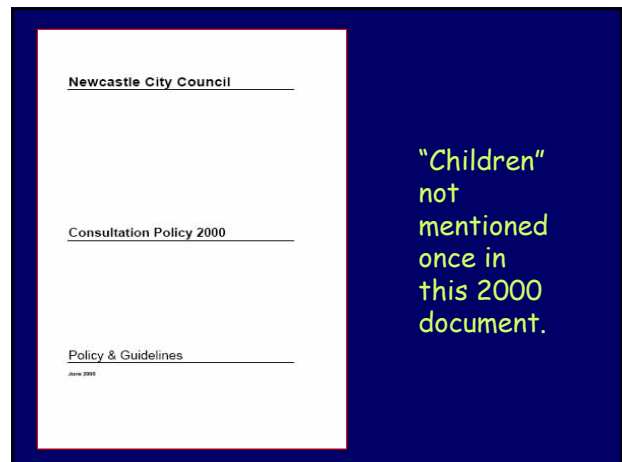 Newcastle City Council
Consultation Policy 2000
Policy & Guidelines
June 2000
“Children”
not
mentioned
once in
this 2000
document.